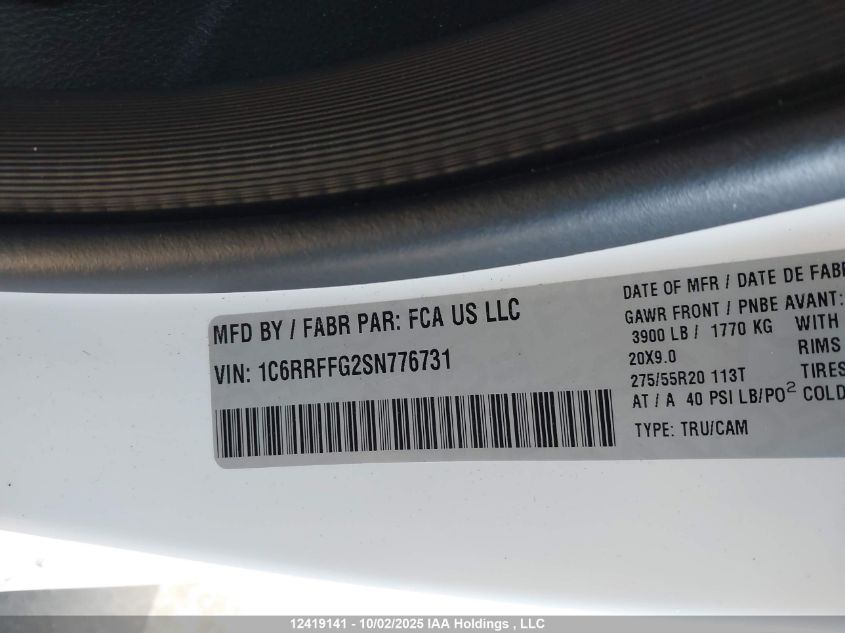 MFD BY / FABR PAR: FCA US LLC
VIN: 1C6RRFFG2SN776731
DATE OF MFR / DATE DE FABR
GAWR FRONT / PNBE AVANT:
3900 LB / 1770 KG WITH
20X9.0 RIMS
275/55R20 113T TIRES
AT / A 40 PSI LB/PO² COLD
TYPE: TRU/CAM
12419141 - 10/02/2025 IAA Holdings , LLC